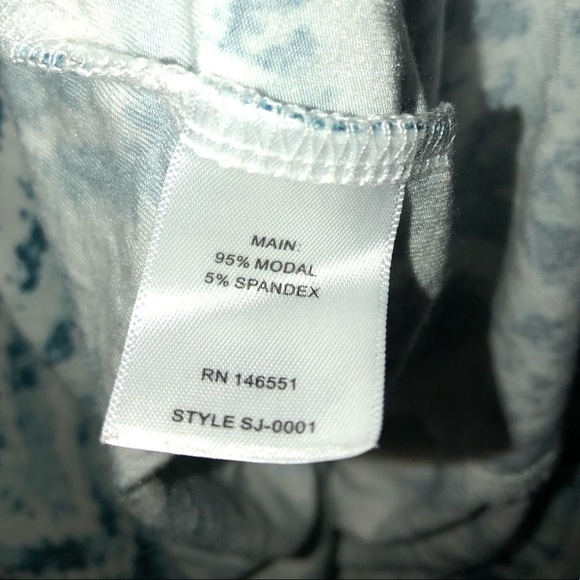 MAIN:
95% MODAL
5% SPANDEX
RN 146551
STYLE SJ-0001